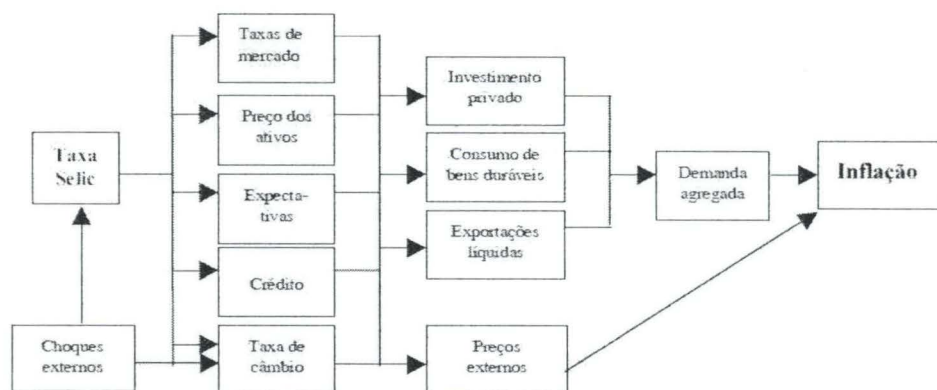 Taxas de
mercado
Preço dos
ativos
Expecta-
tivas
Crédito
Taxa de
câmbio
Taxa
Selic
Choques
externos
Investimento
privado
Consumo de
bens duráveis
Exportações
líquidas
Preços
externos
Demanda
agregada
Inflação